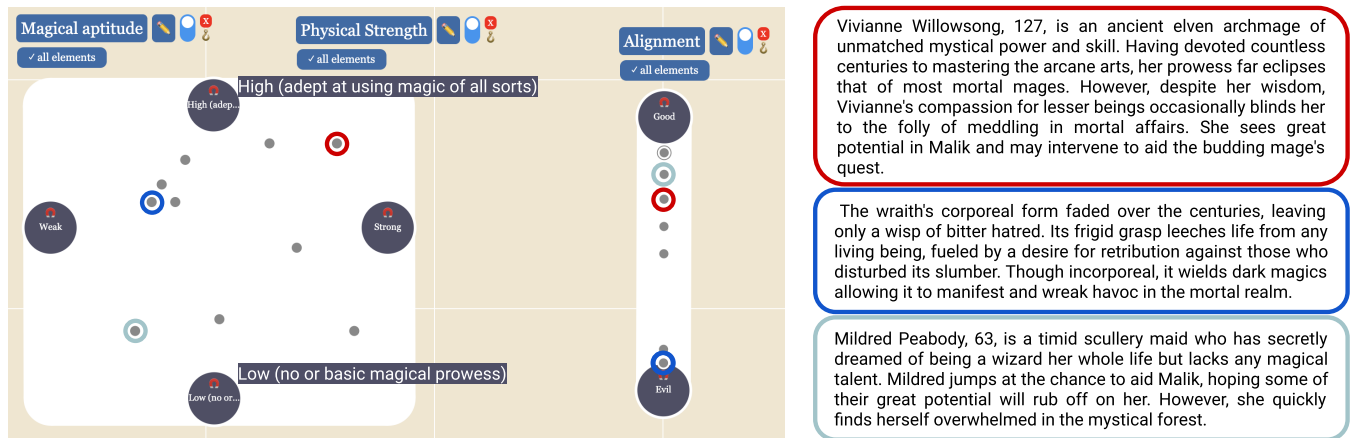 Magical aptitude
x
✓ all elements
Physical Strength
x
✓ all elements
Alignment
x
✓ all elements
High (adep...
High (adept at using magic of all sorts)
Weak
Strong
Low (no or basic magical prowess)
Low (no or...
Good
Evil
Vivianne Willowsong, 127, is an ancient elven archmage of
unmatched mystical power and skill. Having devoted countless
centuries to mastering the arcane arts, her prowess far eclipses
that of most mortal mages. However, despite her wisdom,
Vivianne's compassion for lesser beings occasionally blinds her
to the folly of meddling in mortal affairs. She sees great
potential in Malik and may intervene to aid the budding mage's
quest.
The wraith's corporeal form faded over the centuries, leaving
only a wisp of bitter hatred. Its frigid grasp leeches life from any
living being, fueled by a desire for retribution against those who
disturbed its slumber. Though incorporeal, it wields dark magics
allowing it to manifest and wreak havoc in the mortal realm.
Mildred Peabody, 63, is a timid scullery maid who has secretly
dreamed of being a wizard her whole life but lacks any magical
talent. Mildred jumps at the chance to aid Malik, hoping some of
their great potential will rub off on her. However, she quickly
finds herself overwhelmed in the mystical forest.